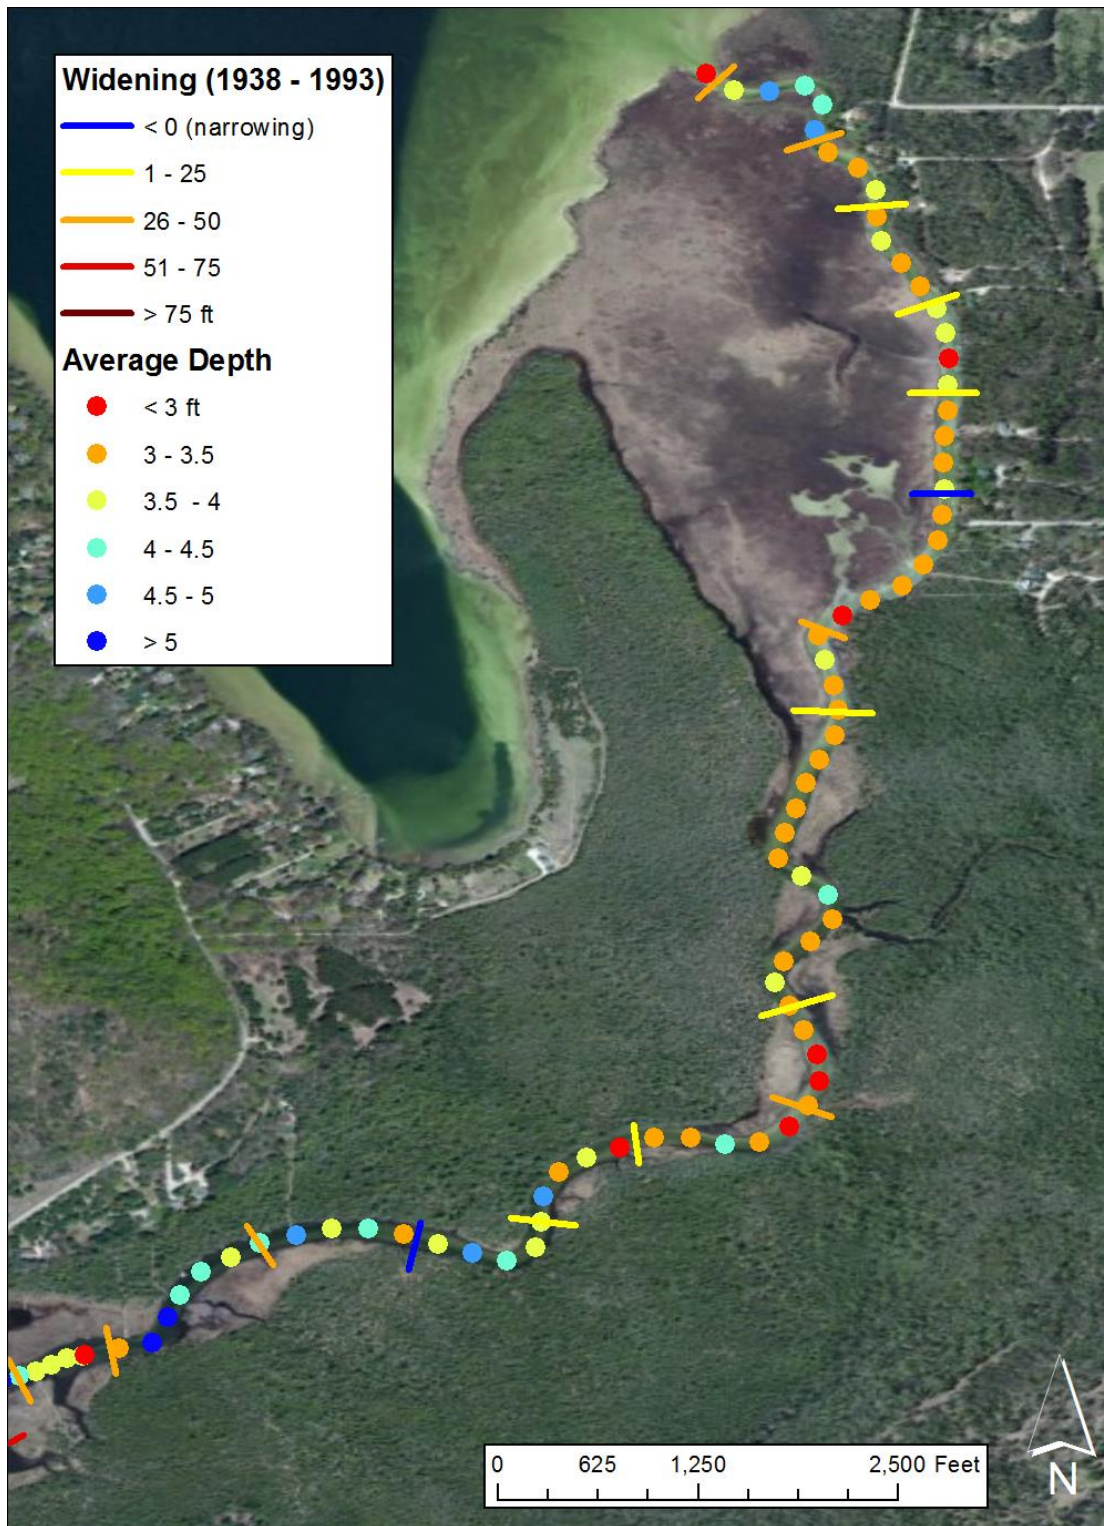 Widening (1938 - 1993)
< 0 (narrowing)
1 - 25
26 - 50
51 - 75
> 75 ft
Average Depth
< 3 ft
3 - 3.5
3.5 - 4
4 - 4.5
4.5 - 5
> 5
0 625 1,250 2,500 Feet
N